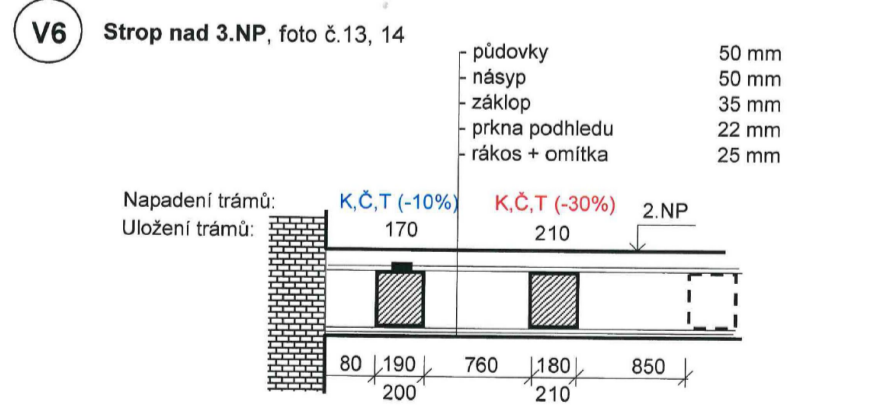 V6 Strop nad 3.NP, foto č.13, 14
- půdovky 50 mm
- násyp 50 mm
- záklop 35 mm
- prkna podhledu 22 mm
- rákos + omítka 25 mm
Napadení trámů: K,Č,T (-10%) K,Č,T (-30%) 2.NP
Uložení trámů: 170 210
80 190 760 180 850
200 210